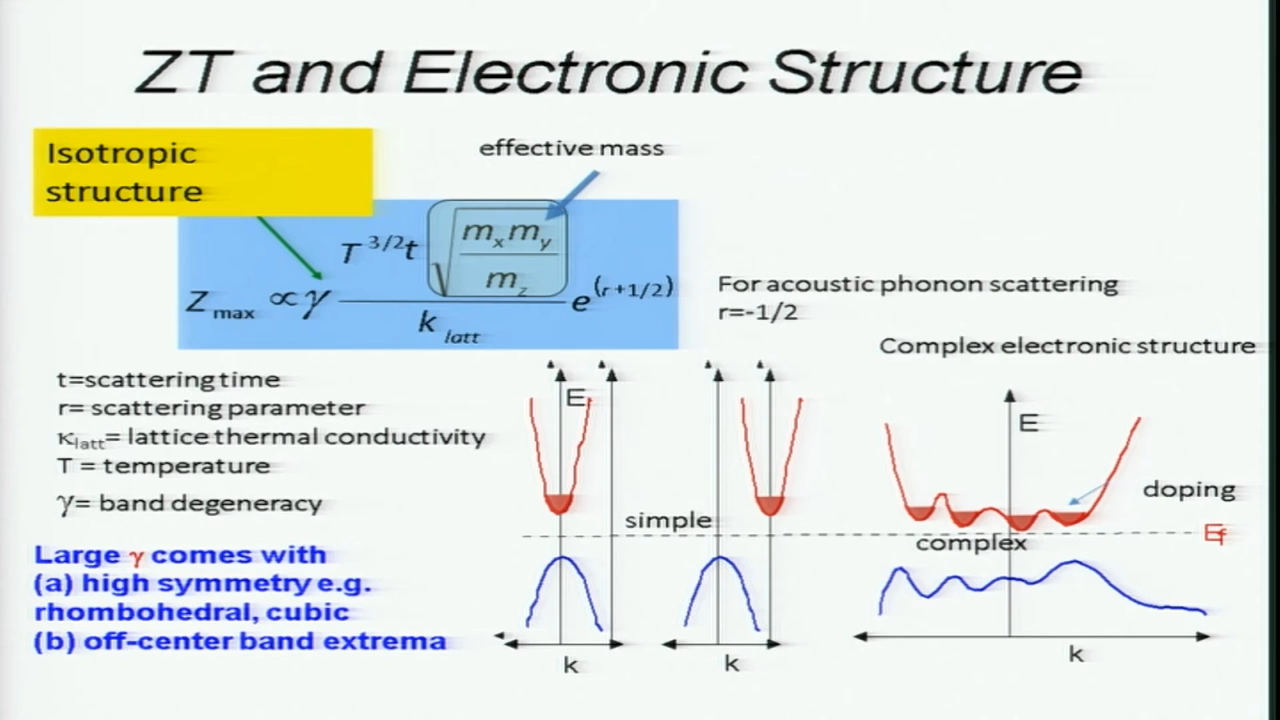 ZT and Electronic Structure
Isotropic
structure
effective mass
Z max ∝ γ T^3/2 t √(m_x m_y / m_z) / k_latt e^(r+1/2)
For acoustic phonon scattering
r=-1/2
Complex electronic structure
t=scattering time
r= scattering parameter
κ_latt= lattice thermal conductivity
T = temperature
γ= band degeneracy
Large γ comes with
(a) high symmetry e.g.
rhombohedral, cubic
(b) off-center band extrema
E
simple
k
k
E
doping
E_f
complex
k